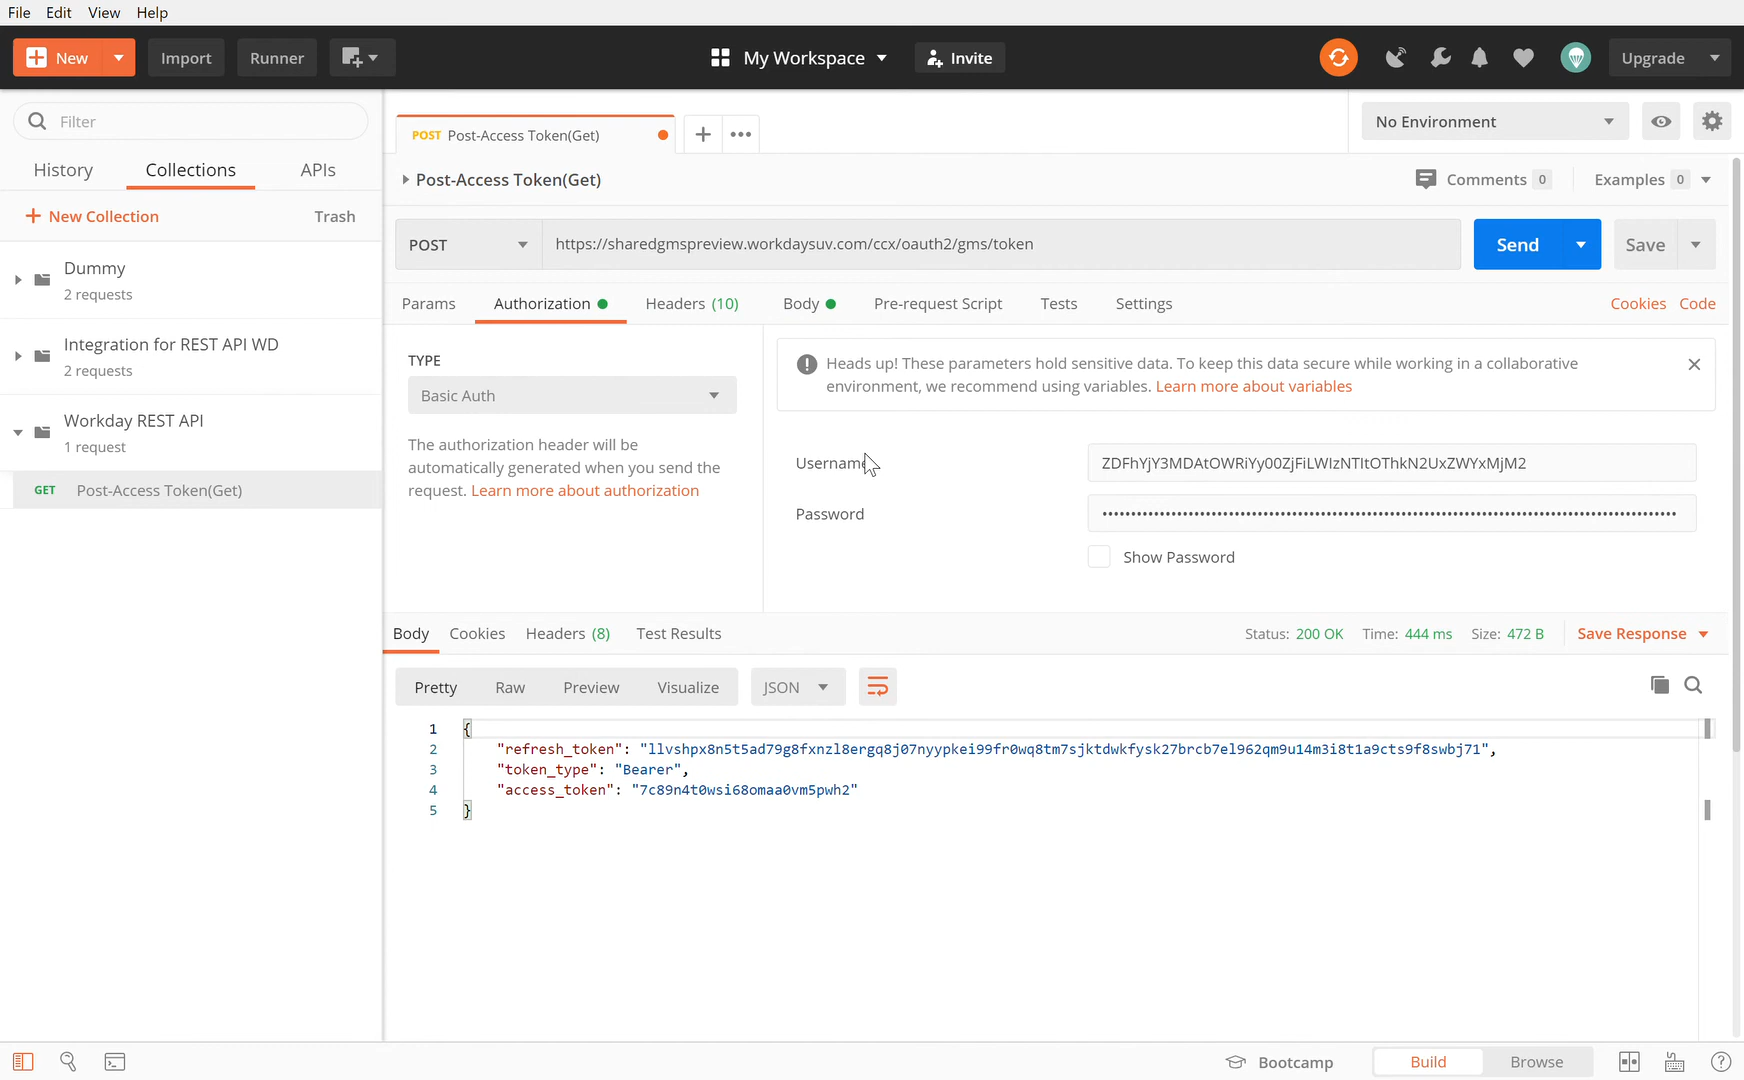 File Edit View Help
New Import Runner My Workspace Invite Upgrade
Filter
History Collections APIs
New Collection Trash
Dummy
2 requests
Integration for REST API WD
2 requests
Workday REST API
1 request
GET Post-Access Token(Get)
POST Post-Access Token(Get)
No Environment
Post-Access Token(Get)
Comments 0 Examples 0
POST https://sharedgmspreview.workdaysuv.com/ccx/oauth2/gms/token Send Save
Params Authorization Headers (10) Body Pre-request Script Tests Settings Cookies Code
TYPE
Basic Auth
The authorization header will be
automatically generated when you send the
request. Learn more about authorization
Heads up! These parameters hold sensitive data. To keep this data secure while working in a collaborative
environment, we recommend using variables. Learn more about variables
Username ZDFhYjY3MDAtOWRiYy00ZjFiLWIzNTItOThkN2UxZWYxMjM2
Password
Show Password
Body Cookies Headers (8) Test Results Status: 200 OK Time: 444 ms Size: 472 B Save Response
Pretty Raw Preview Visualize JSON
1 {
2 "refresh_token": "llvshpx8n5t5ad79g8fxnzl8ergq8j07nyypkei99fr0wq8tm7sjktdwkfysk27brcb7el962qm9u14m3i8t1a9cts9f8swbj71",
3 "token_type": "Bearer",
4 "access_token": "7c89n4t0wsi68omaa0vm5pwh2"
5 }
Bootcamp Build Browse